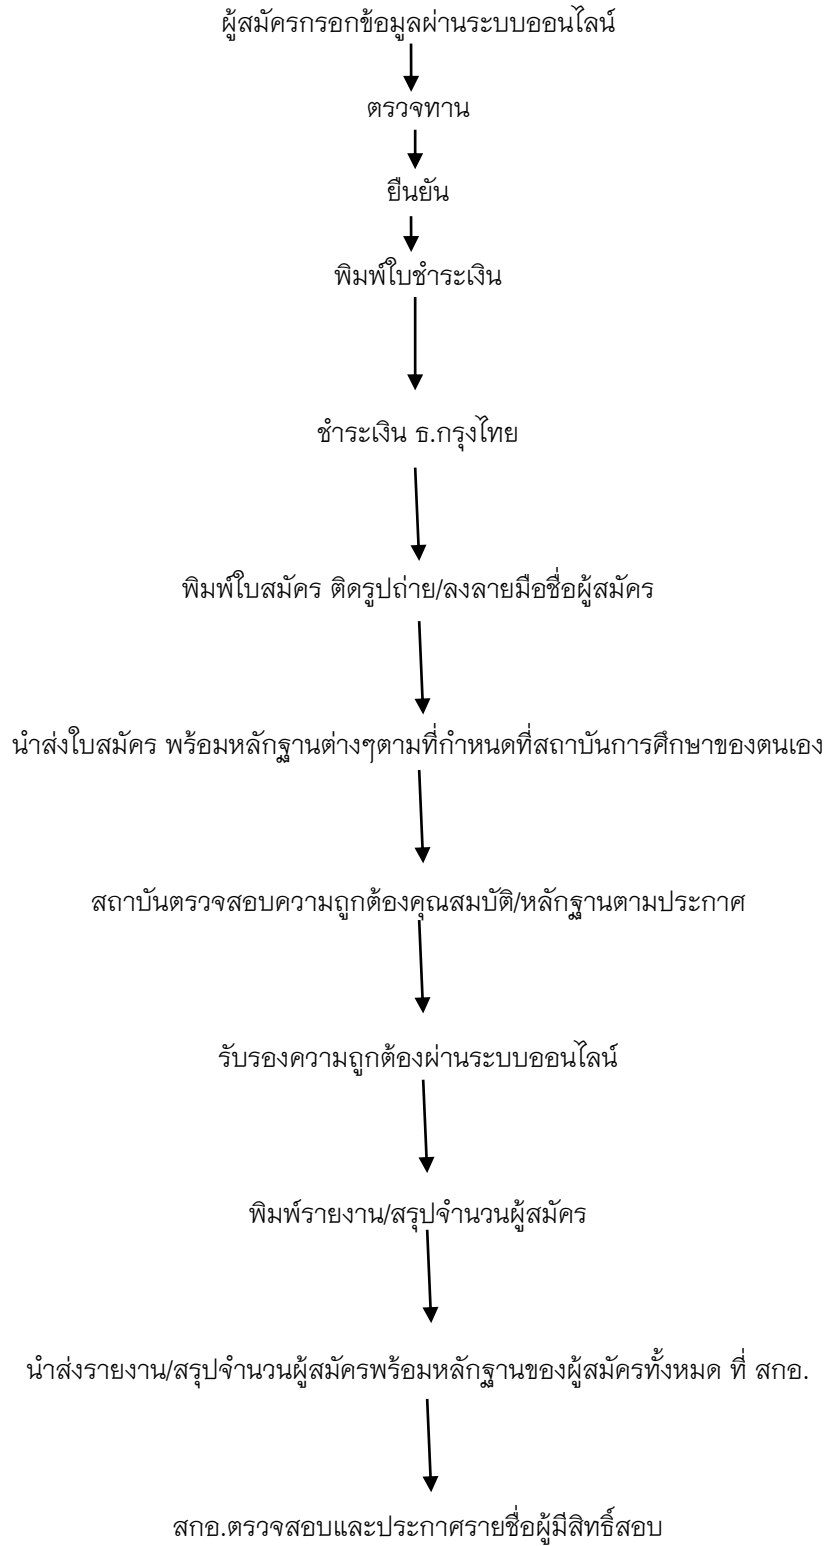 ผู้สมัครกรอกข้อมูลผ่านระบบออนไลน์
ตรวจทาน
ยืนยัน
พิมพ์ใบชำระเงิน
ชำระเงิน ธ.กรุงไทย
พิมพ์ใบสมัคร ติดรูปถ่าย/ลงลายมือชื่อผู้สมัคร
นำส่งใบสมัคร พร้อมหลักฐานต่างๆตามที่กำหนดที่สถาบันการศึกษาของตนเอง
สถาบันตรวจสอบความถูกต้องคุณสมบัติ/หลักฐานตามประกาศ
รับรองความถูกต้องผ่านระบบออนไลน์
พิมพ์รายงาน/สรุปจำนวนผู้สมัคร
นำส่งรายงาน/สรุปจำนวนผู้สมัครพร้อมหลักฐานของผู้สมัครทั้งหมด ที่ สกอ.
สกอ.ตรวจสอบและประกาศรายชื่อผู้มีสิทธิ์สอบ